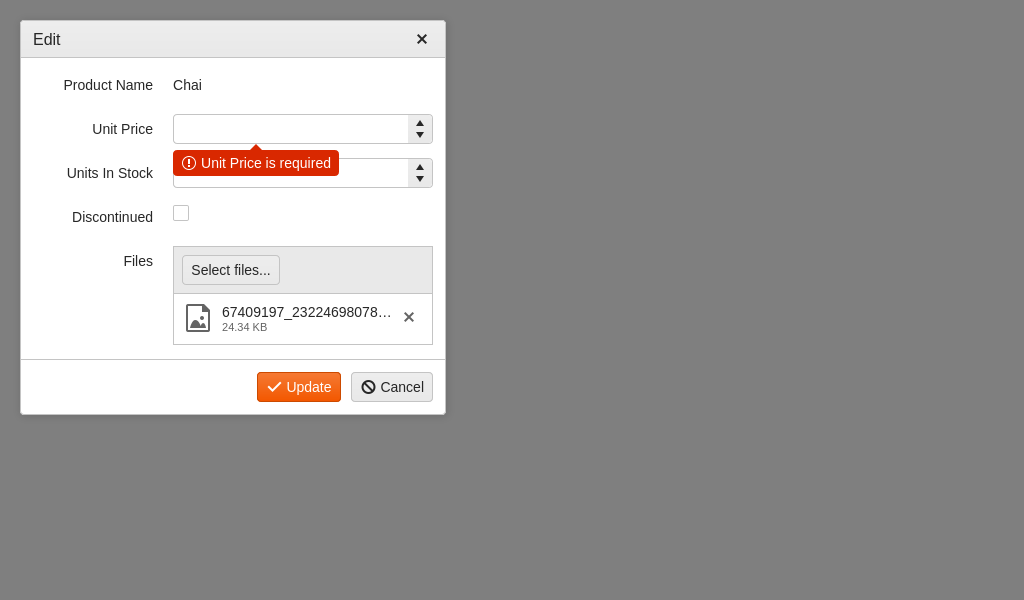 Edit
Product Name Chai
Unit Price
Unit Price is required
Units In Stock
Discontinued
Files
Select files...
67409197_23224698078…
24.34 KB
Update Cancel